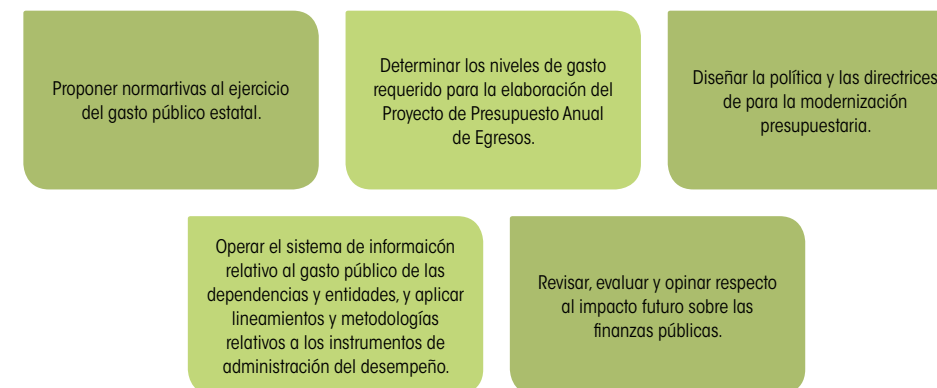 Proponer normartivas al ejercicio
del gasto público estatal.
Determinar los niveles de gasto
requerido para la elaboración del
Proyecto de Presupuesto Anual
de Egresos.
Diseñar la política y las directrices
de para la modernización
presupuestaria.
Operar el sistema de informaicón
relativo al gasto público de las
dependencias y entidades, y aplicar
lineamientos y metodologías
relativos a los instrumentos de
administración del desempeño.
Revisar, evaluar y opinar respecto
al impacto futuro sobre las
finanzas públicas.